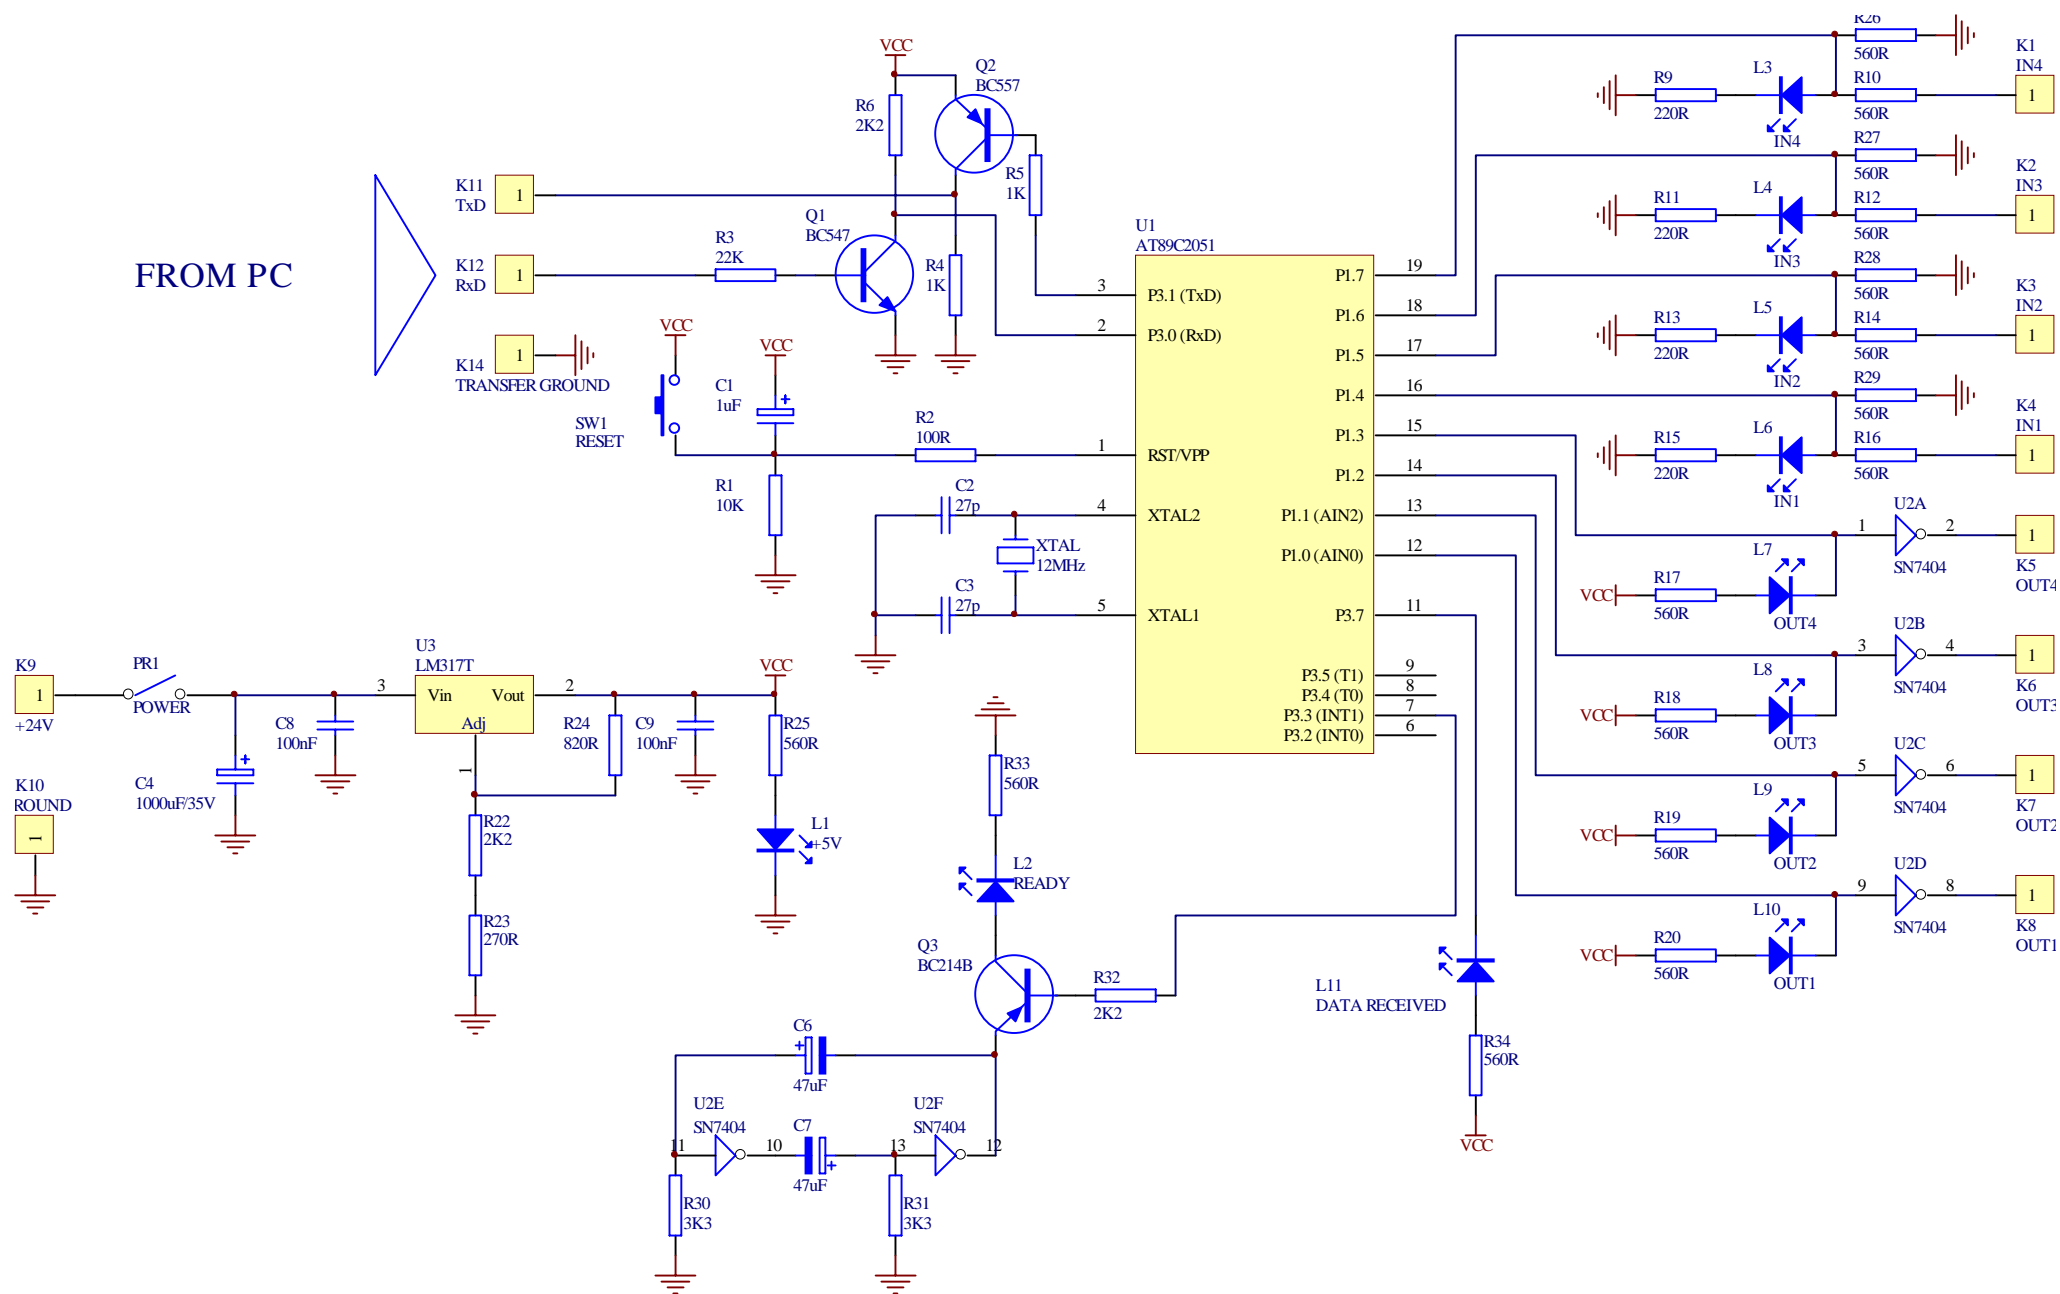 FROM PC
K11
TxD
1
K12
RxD
1
K14
TRANSFER GROUND
1
VCC
R6
2K2
Q2
BC557
R5
1K
Q1
BC547
R3
22K
R4
1K
VCC
SW1
RESET
VCC
C1
1uF
R1
10K
R2
100R
C2
27p
XTAL
12MHz
C3
27p
U1
AT89C2051
3
P3.1 (TxD)
2
P3.0 (RxD)
1
RST/VPP
4
XTAL2
5
XTAL1
P1.7
19
P1.6
18
P1.5
17
P1.4
16
P1.3
15
P1.2
14
P1.1 (AIN2)
13
P1.0 (AIN0)
12
P3.7
11
P3.5 (T1)
9
P3.4 (T0)
8
P3.3 (INT1)
7
P3.2 (INT0)
6
R26
560R
R9
220R
L3
IN4
R10
560R
K1
IN4
1
R27
560R
R11
220R
L4
IN3
R12
560R
K2
IN3
1
R28
560R
R13
220R
L5
IN2
R14
560R
K3
IN2
1
R29
560R
R15
220R
L6
IN1
R16
560R
K4
IN1
1
U2A
1
2
SN7404
1
K5
OUT4
VCC
R17
560R
L7
OUT4
U2B
3
4
SN7404
1
K6
OUT3
VCC
R18
560R
L8
OUT3
U2C
5
6
SN7404
1
K7
OUT2
VCC
R19
560R
L9
OUT2
U2D
9
8
SN7404
1
K8
OUT1
VCC
R20
560R
L10
OUT1
K9
1
+24V
PR1
POWER
C8
100nF
C4
1000uF/35V
K10
ROUND
1
U3
LM317T
3
Vin
Vout
2
Adj
1
R24
820R
C9
100nF
VCC
R25
560R
L1
+5V
R22
2K2
R23
270R
R33
560R
L2
READY
Q3
BC214B
R32
2K2
C6
47uF
U2E
SN7404
11
10
C7
47uF
U2F
SN7404
13
12
R30
3K3
R31
3K3
L11
DATA RECEIVED
R34
560R
VCC